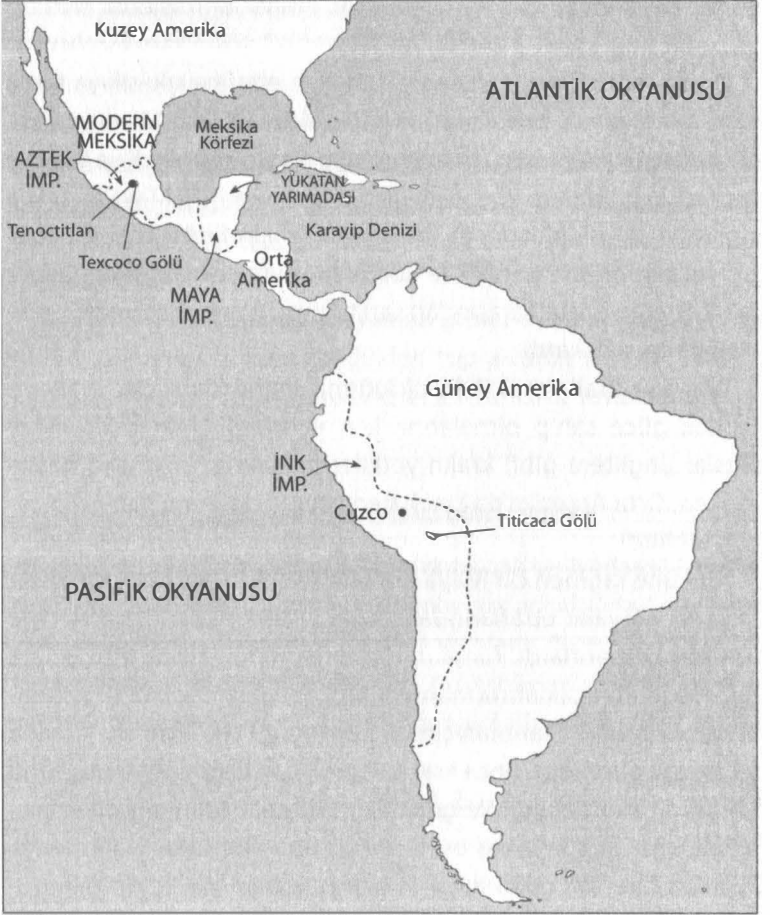 Kuzey Amerika
ATLANTİK OKYANUSU
MODERN
MEKSİKA
Meksika
Körfezi
AZTEK
İMP.
YUKATAN
YARIMADASI
Tenoctitlan
Karayip Denizi
Texcoco Gölü
Orta
Amerika
MAYA
İMP.
Güney Amerika
İNK
İMP.
Cuzco
Titicaca Gölü
PASİFİK OKYANUSU